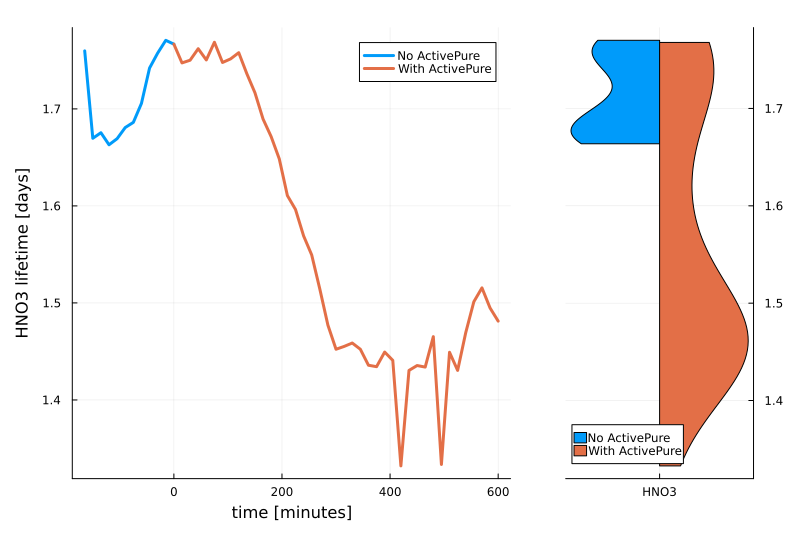 HNO3 lifetime [days]
1.7
1.6
1.5
1.4
0
200
400
600
time [minutes]
No ActivePure
With ActivePure
1.7
1.6
1.5
1.4
No ActivePure
With ActivePure
HNO3